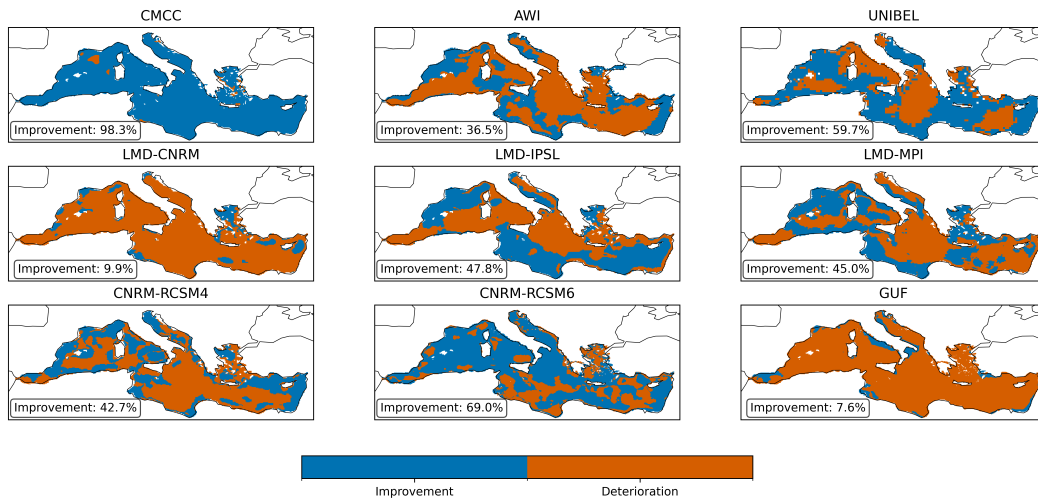 CMCC
AWI
UNIBEL
Improvement: 98.3%
Improvement: 36.5%
Improvement: 59.7%
LMD-CNRM
LMD-IPSL
LMD-MPI
Improvement: 9.9%
Improvement: 47.8%
Improvement: 45.0%
CNRM-RCSM4
CNRM-RCSM6
GUF
Improvement: 42.7%
Improvement: 69.0%
Improvement: 7.6%
Improvement
Deterioration